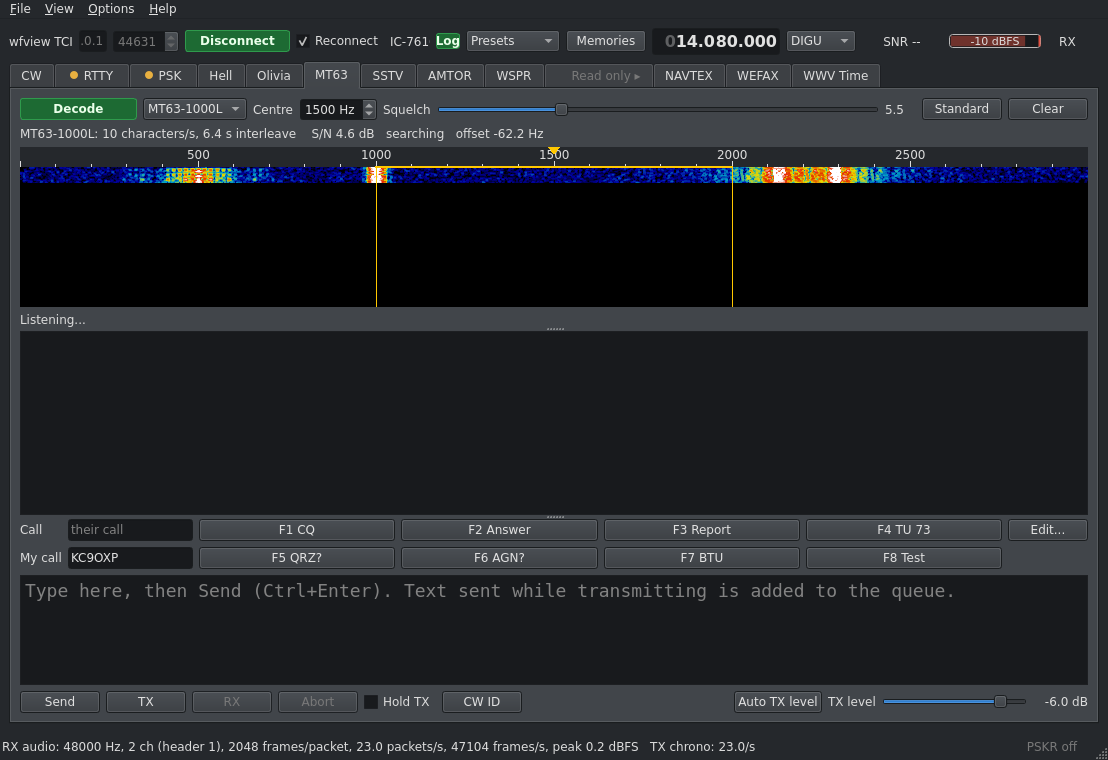 File View Options Help
wfview TCI .0.1 44631 Disconnect ✓ Reconnect IC-761 Log Presets Memories 014.080.000 DIGU SNR -- -10 dBFS RX
CW RTTY PSK Hell Olivia MT63 SSTV AMTOR WSPR Read only ▸ NAVTEX WEFAX WWV Time
Decode MT63-1000L Centre 1500 Hz Squelch 5.5 Standard Clear
MT63-1000L: 10 characters/s, 6.4 s interleave S/N 4.6 dB searching offset -62.2 Hz
500 1000 1500 2000 2500
Listening...
Call their call F1 CQ F2 Answer F3 Report F4 TU 73 Edit...
My call KC9OXP F5 QRZ? F6 AGN? F7 BTU F8 Test
Type here, then Send (Ctrl+Enter). Text sent while transmitting is added to the queue.
Send TX RX Abort Hold TX CW ID Auto TX level TX level -6.0 dB
RX audio: 48000 Hz, 2 ch (header 1), 2048 frames/packet, 23.0 packets/s, 47104 frames/s, peak 0.2 dBFS TX chrono: 23.0/s PSKR off